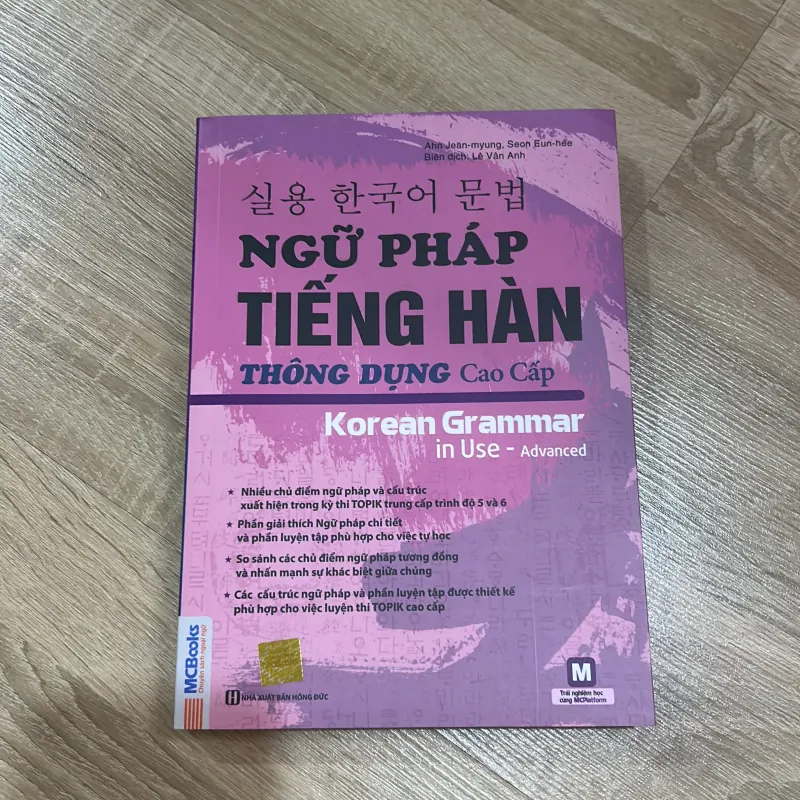 Ahn Jean-myung, Seon Eun-hee
Biên dịch: Lê Vân Anh
실용 한국어 문법
NGỮ PHÁP
TIẾNG HÀN
THÔNG DỤNG Cao Cấp
Korean Grammar
in Use - Advanced
★ Nhiều chủ điểm ngữ pháp và cấu trúc
xuất hiện trong kỳ thi TOPIK trung cấp trình độ 5 và 6
★ Phần giải thích Ngữ pháp chi tiết
và phần luyện tập phù hợp cho việc tự học
★ So sánh các chủ điểm ngữ pháp tương đồng
và nhấn mạnh sự khác biệt giữa chúng
★ Các cấu trúc ngữ pháp và phần luyện tập được thiết kế
phù hợp cho việc luyện thi TOPIK cao cấp
MCBooks
Chuyên sách ngoại ngữ
NHÀ XUẤT BẢN HỒNG ĐỨC
M
Trải nghiệm học
cùng MCPlatform